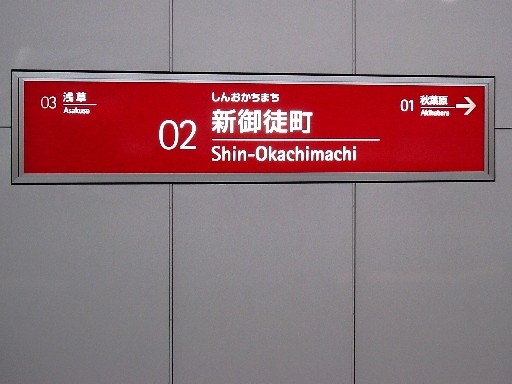 03 浅草
Asakusa
しんおかちまち
02 新御徒町
Shin-Okachimachi
01 秋葉原
Akihabara